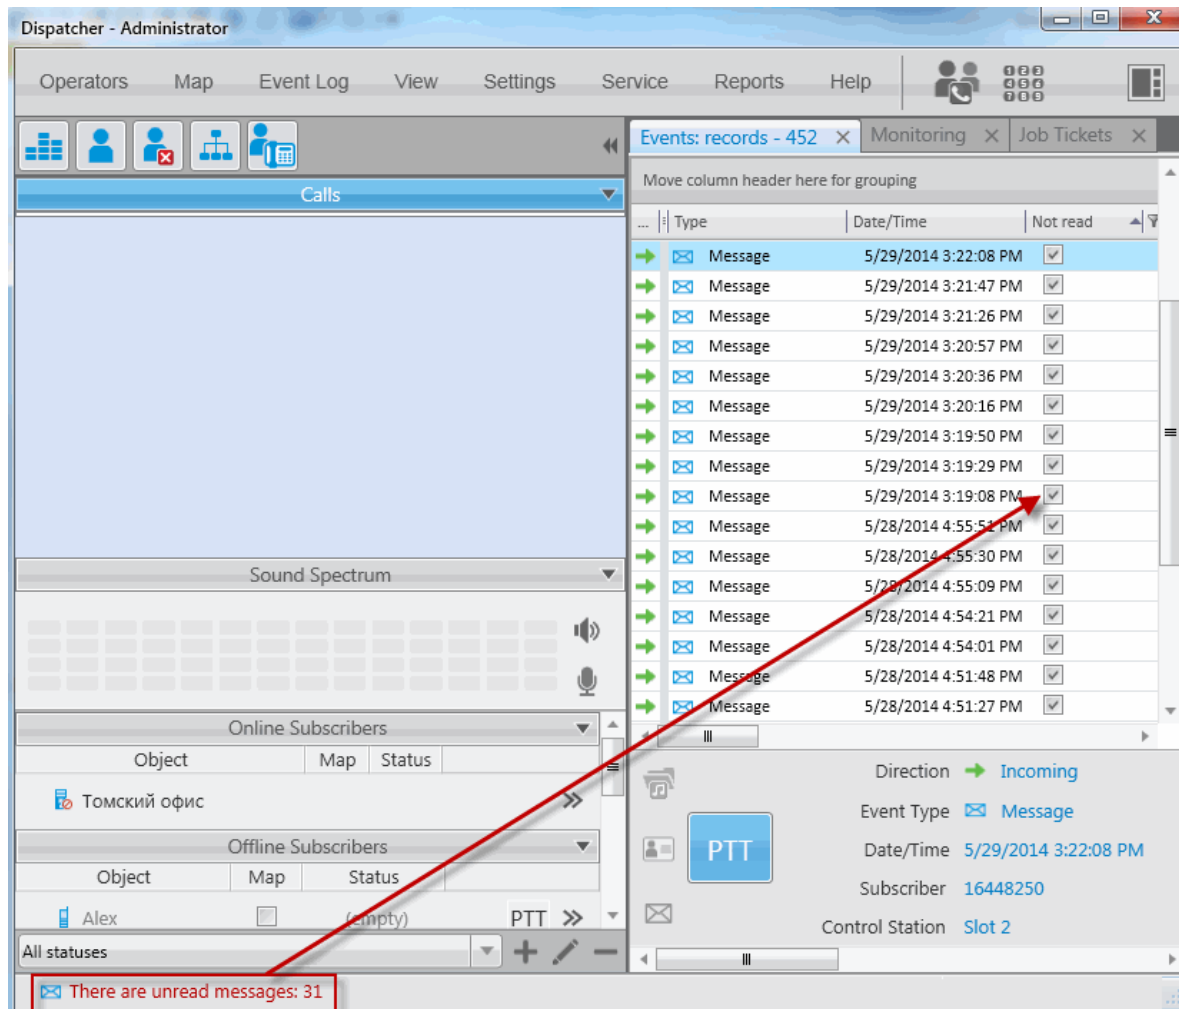 Dispatcher - Administrator
Operators Map Event Log View Settings Service Reports Help
Events: records - 452 Monitoring Job Tickets
Calls
Move column header here for grouping
... Type Date/Time Not read
Message 5/29/2014 3:22:08 PM
Message 5/29/2014 3:21:47 PM
Message 5/29/2014 3:21:26 PM
Message 5/29/2014 3:20:57 PM
Message 5/29/2014 3:20:36 PM
Message 5/29/2014 3:20:16 PM
Message 5/29/2014 3:19:50 PM
Message 5/29/2014 3:19:29 PM
Message 5/29/2014 3:19:08 PM
Message 5/28/2014 4:55:51 PM
Message 5/28/2014 4:55:30 PM
Message 5/28/2014 4:55:09 PM
Message 5/28/2014 4:54:21 PM
Message 5/28/2014 4:54:01 PM
Message 5/28/2014 4:51:48 PM
Message 5/28/2014 4:51:27 PM
Sound Spectrum
Online Subscribers
Object Map Status
Томский офис
Offline Subscribers
Object Map Status
Alex (empty) PTT
All statuses
There are unread messages: 31
PTT
Direction Incoming
Event Type Message
Date/Time 5/29/2014 3:22:08 PM
Subscriber 16448250
Control Station Slot 2